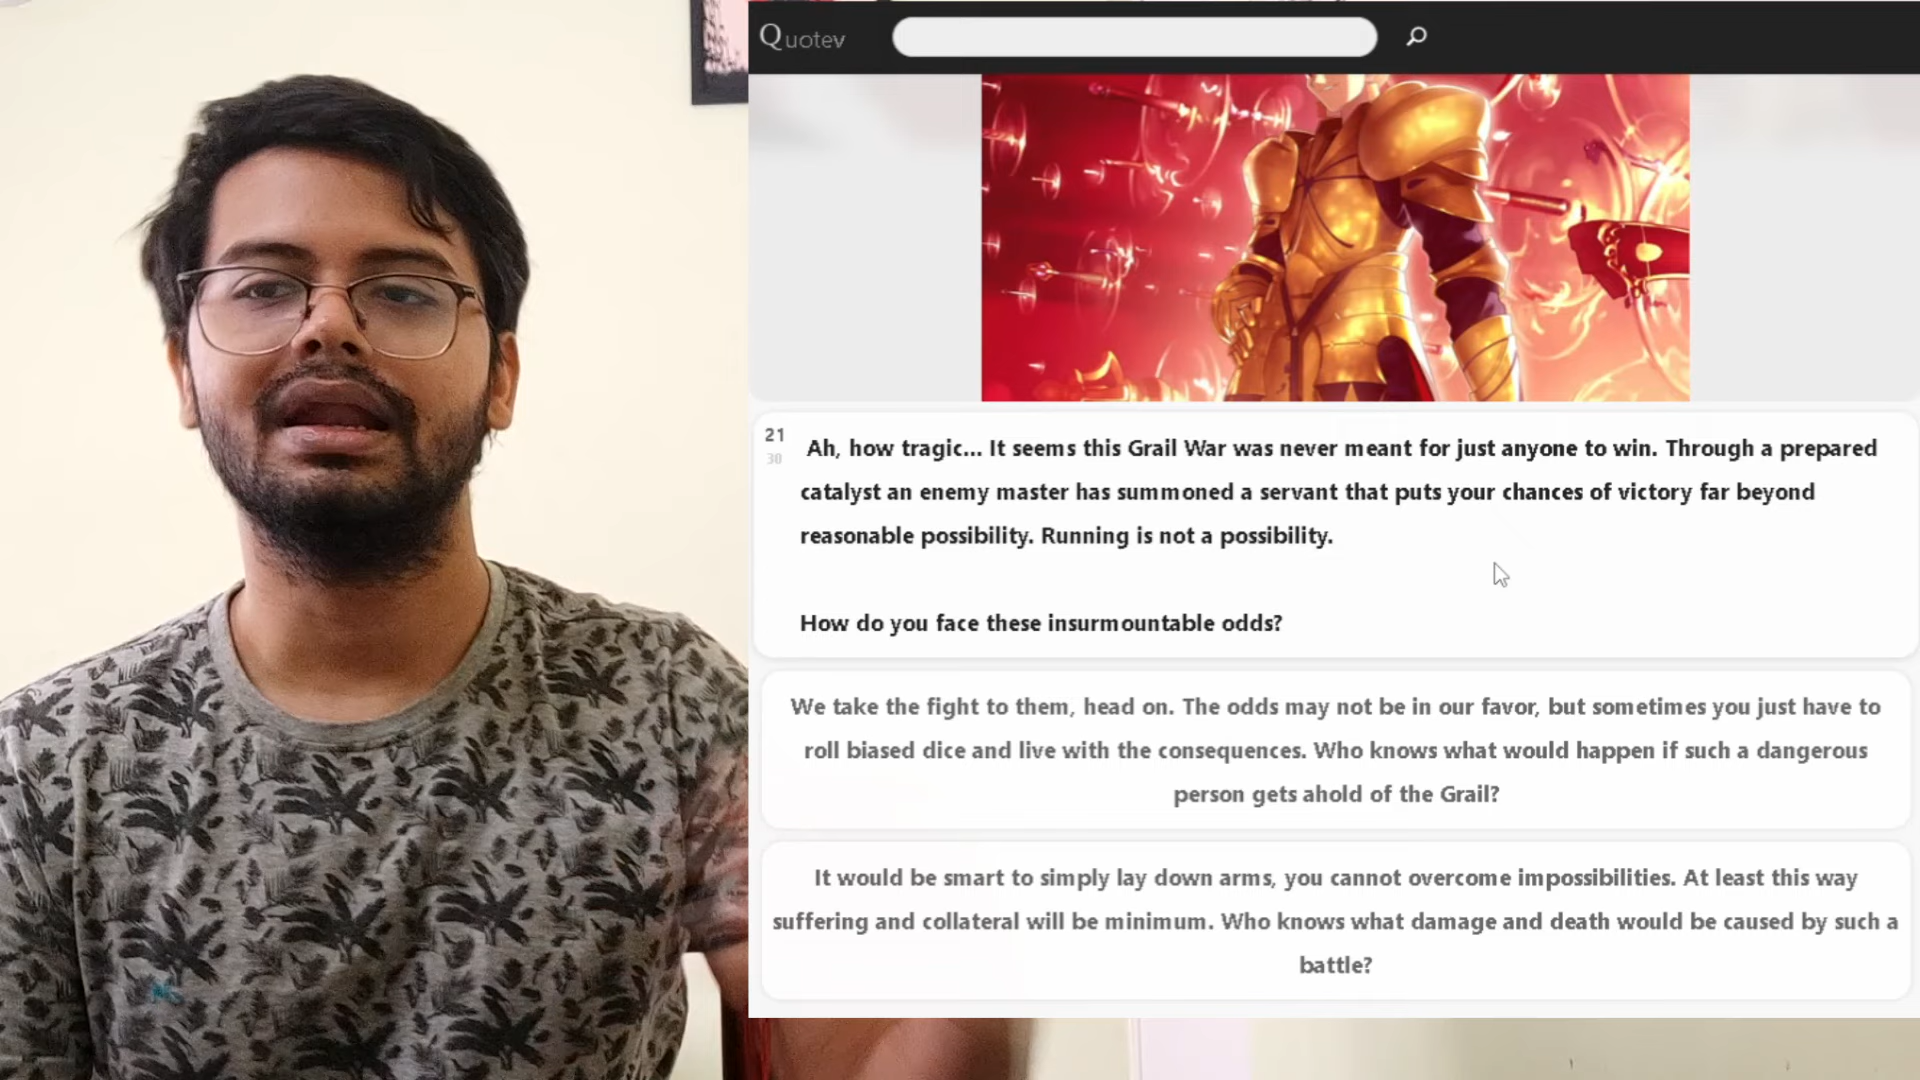 Quotev
21
30
Ah, how tragic... It seems this Grail War was never meant for just anyone to win. Through a prepared
catalyst an enemy master has summoned a servant that puts your chances of victory far beyond
reasonable possibility. Running is not a possibility.
How do you face these insurmountable odds?
We take the fight to them, head on. The odds may not be in our favor, but sometimes you just have to
roll biased dice and live with the consequences. Who knows what would happen if such a dangerous
person gets ahold of the Grail?
It would be smart to simply lay down arms, you cannot overcome impossibilities. At least this way
suffering and collateral will be minimum. Who knows what damage and death would be caused by such a
battle?